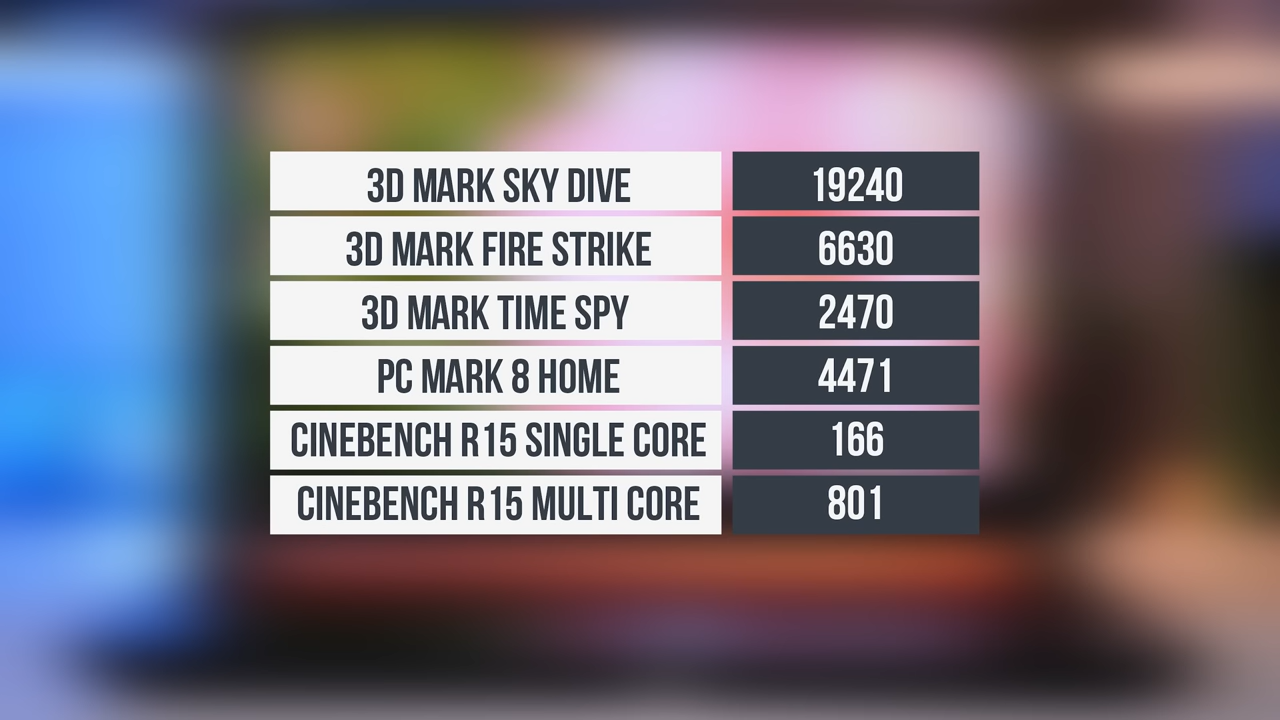 3D MARK SKY DIVE 19240
3D MARK FIRE STRIKE 6630
3D MARK TIME SPY 2470
PC MARK 8 HOME 4471
CINEBENCH R15 SINGLE CORE 166
CINEBENCH R15 MULTI CORE 801